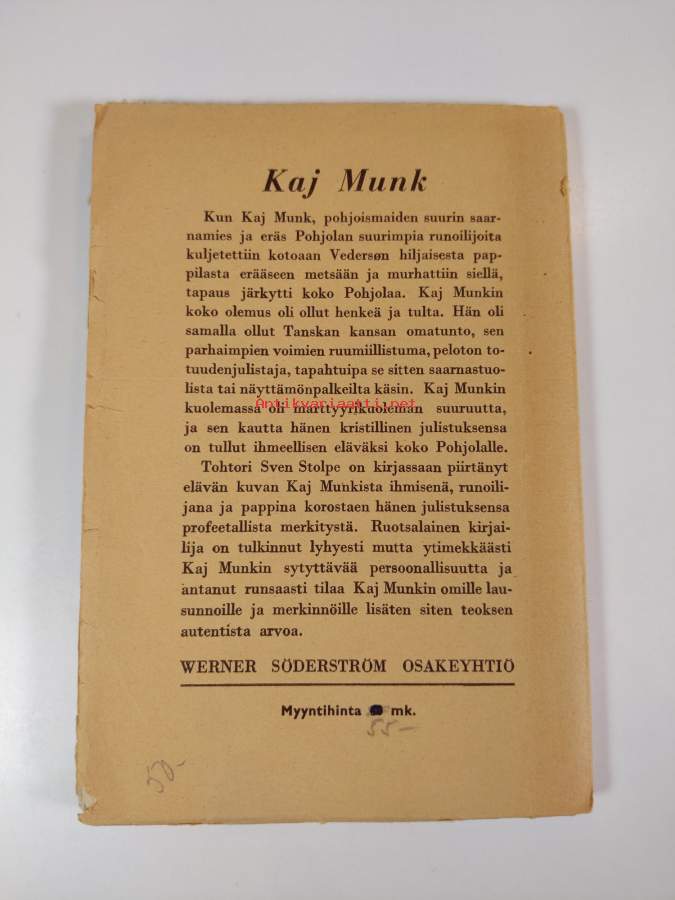 Kaj Munk
Kun Kaj Munk, pohjoismaiden suurin saar-
namies ja eräs Pohjolan suurimpia runoilijoita
kuljetettiin kotoaan Vedersøn hiljaisesta pap-
pilasta erääseen metsään ja murhattiin siellä,
tapaus järkytti koko Pohjolaa. Kaj Munkin
koko olemus oli ollut henkeä ja tulta. Hän oli
samalla ollut Tanskan kansan omatunto, sen
parhaimpien voimien ruumiillistuma, peloton to-
tuudenjulistaja, tapahtuipa se sitten saarnastuo-
lista tai näyttämönpalkeilta käsin. Kaj Munkin
kuolemassa oli marttyyrikuoleman suuruutta,
Antikvariaatti.net
ja sen kautta hänen kristillinen julistuksensa
on tullut ihmeellisen eläväksi koko Pohjolalle.
Tohtori Sven Stolpe on kirjassaan piirtänyt
elävän kuvan Kaj Munkista ihmisenä, runoili-
jana ja pappina korostaen hänen julistuksensa
profeetallista merkitystä. Ruotsalainen kirjai-
lija on tulkinnut lyhyesti mutta ytimekkäästi
Kaj Munkin sytyttävää persoonallisuutta ja
antanut runsaasti tilaa Kaj Munkin omille lau-
sunnoille ja merkinnöille lisäten siten teoksen
autentista arvoa.
WERNER SÖDERSTRÖM OSAKEYHTIÖ
Myyntihinta mk.
55-
50-